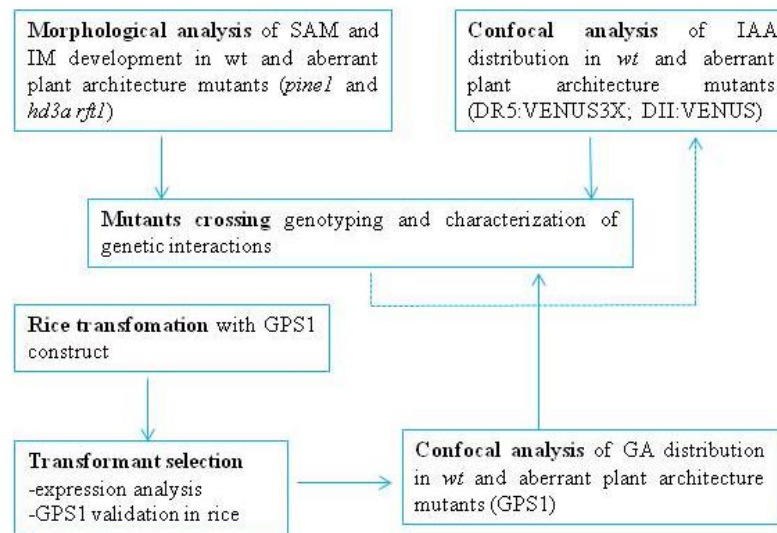 Morphological analysis of SAM and
IM development in wt and aberrant
plant architecture mutants (pine1 and
hd3a rft1)
Confocal analysis of IAA
distribution in wt and aberrant
plant architecture mutants
(DR5:VENUS3X; DII:VENUS)
Mutants crossing genotyping and characterization of
genetic interactions
Rice transfomation with GPS1
construct
Transformant selection
-expression analysis
-GPS1 validation in rice
Confocal analysis of GA distribution
in wt and aberrant plant architecture
mutants (GPS1)